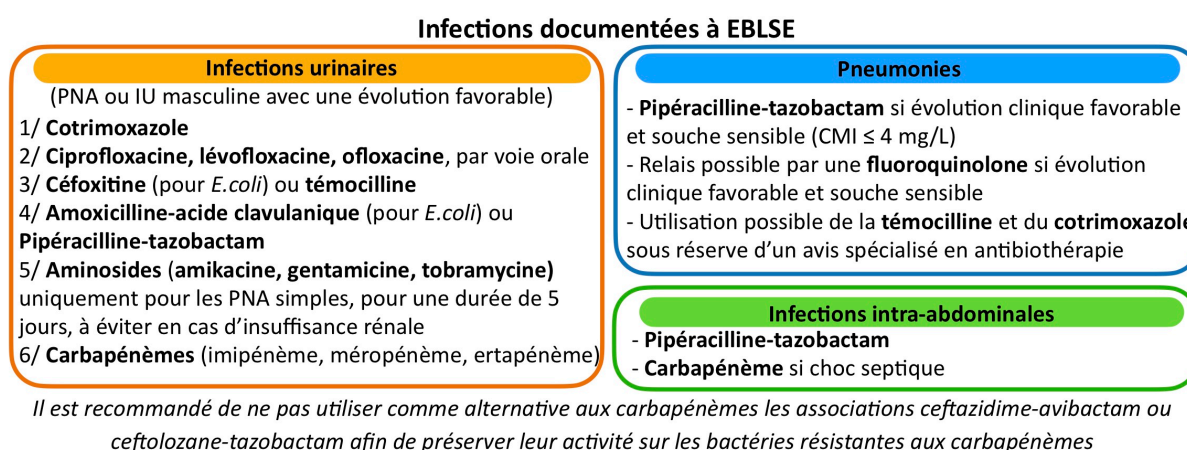 Infections documentées à EBLSE
Infections urinaires
(PNA ou IU masculine avec une évolution favorable)
1/ Cotrimoxazole
2/ Ciprofloxacine, lévofloxacine, ofloxacine, par voie orale
3/ Céfoxitine (pour E.coli) ou témocilline
4/ Amoxicilline-acide clavulanique (pour E.coli) ou
Pipéracilline-tazobactam
5/ Aminosides (amikacine, gentamicine, tobramycine)
uniquement pour les PNA simples, pour une durée de 5
jours, à éviter en cas d’insuffisance rénale
6/ Carbapénèmes (imipénème, méropénème, ertapénème)
Pneumonies
- Pipéracilline-tazobactam si évolution clinique favorable
et souche sensible (CMI ≤ 4 mg/L)
- Relais possible par une fluoroquinolone si évolution
clinique favorable et souche sensible
- Utilisation possible de la témocilline et du cotrimoxazole
sous réserve d’un avis spécialisé en antibiothérapie
Infections intra-abdominales
- Pipéracilline-tazobactam
- Carbapénème si choc septique
Il est recommandé de ne pas utiliser comme alternative aux carbapénèmes les associations ceftazidime-avibactam ou
ceftolozane-tazobactam afin de préserver leur activité sur les bactéries résistantes aux carbapénèmes